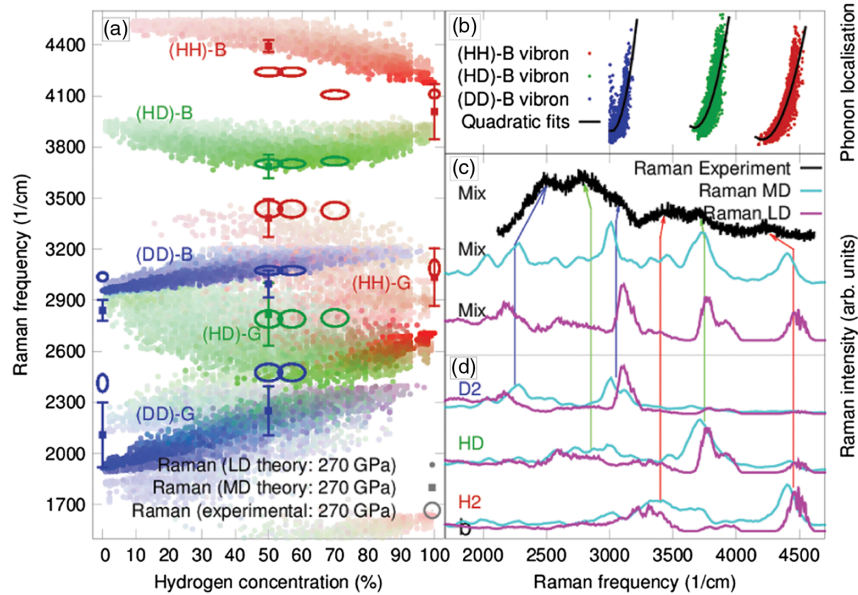 (a)
4400
4100
3800
3500
3200
2900
2600
2300
2000
1700
Raman frequency (1/cm)
(HH)-B
(HD)-B
(DD)-B
(HH)-G
(HD)-G
(DD)-G
Raman (LD theory: 270 GPa)
Raman (MD theory: 270 GPa)
Raman (experimental: 270 GPa)
0 10 20 30 40 50 60 70 80 90 100
Hydrogen concentration (%)
(b)
(HH)-B vibron
(HD)-B vibron
(DD)-B vibron
Quadratic fits
Phonon localisation
(c)
Raman Experiment
Raman MD
Raman LD
Mix
Mix
Mix
(d)
D2
HD
H2
b
Raman intensity (arb. units)
2000 2500 3000 3500 4000 4500
Raman frequency (1/cm)